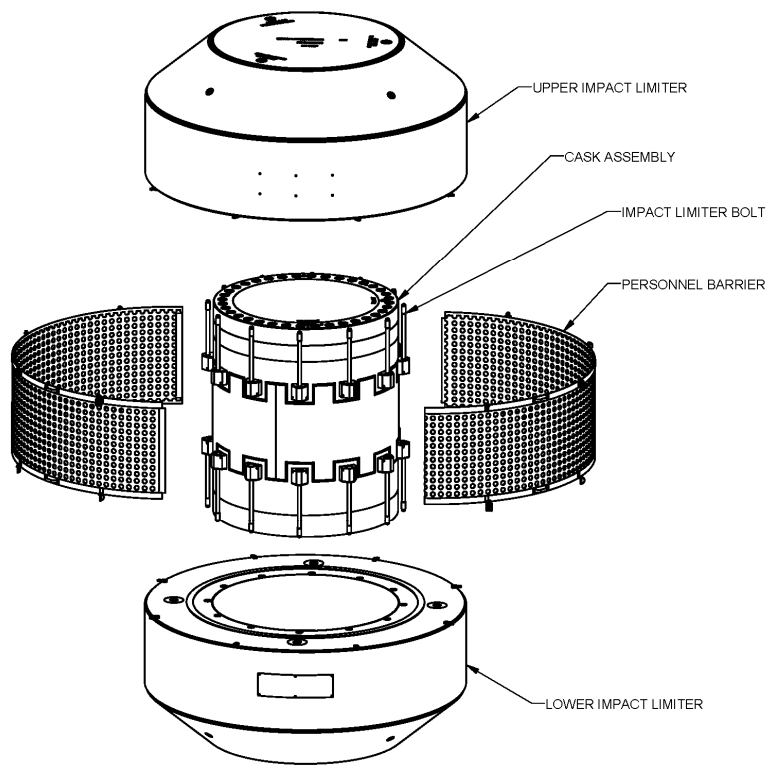 UPPER IMPACT LIMITER
CASK ASSEMBLY
IMPACT LIMITER BOLT
PERSONNEL BARRIER
LOWER IMPACT LIMITER